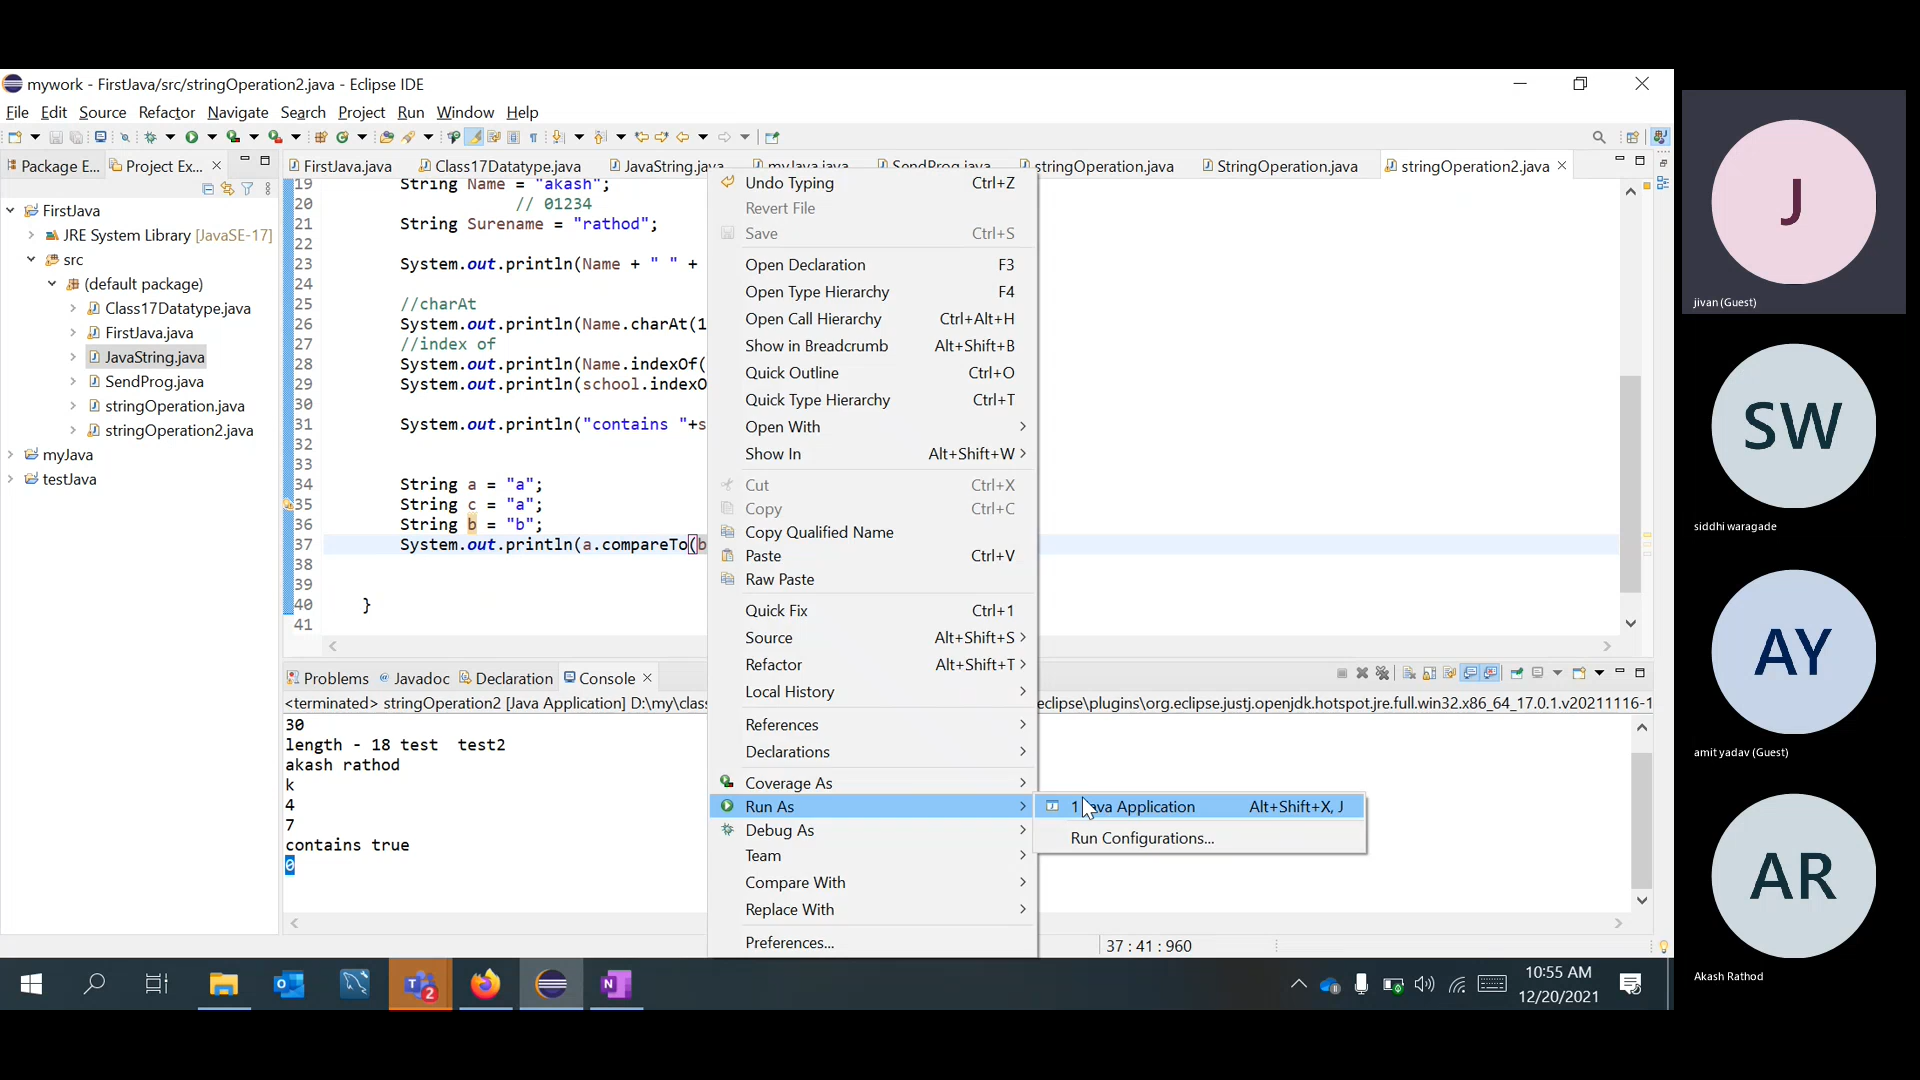 mywork - FirstJava/src/stringOperation2.java - Eclipse IDE
File Edit Source Refactor Navigate Search Project Run Window Help
Package E... Project Ex...
FirstJava.java Class17Datatype.java JavaString.java myJava.java SendProg.java stringOperation.java StringOperation.java stringOperation2.java
FirstJava
JRE System Library [JavaSE-17]
src
(default package)
Class17Datatype.java
FirstJava.java
JavaString.java
SendProg.java
stringOperation.java
stringOperation2.java
myJava
testJava
19 String Name = "akash";
20 // 01234
21 String Surename = "rathod";
22
23 System.out.println(Name + " " +
24
25 //charAt
26 System.out.println(Name.charAt(1
27 //index of
28 System.out.println(Name.indexOf(
29 System.out.println(school.indexO
30
31 System.out.println("contains "+s
32
33
34 String a = "a";
35 String c = "a";
36 String b = "b";
37 System.out.println(a.compareTo(b
38
39
40 }
41
Undo Typing Ctrl+Z
Revert File
Save Ctrl+S
Open Declaration F3
Open Type Hierarchy F4
Open Call Hierarchy Ctrl+Alt+H
Show in Breadcrumb Alt+Shift+B
Quick Outline Ctrl+O
Quick Type Hierarchy Ctrl+T
Open With
Show In Alt+Shift+W
Cut Ctrl+X
Copy Ctrl+C
Copy Qualified Name
Paste Ctrl+V
Raw Paste
Quick Fix Ctrl+1
Source Alt+Shift+S
Refactor Alt+Shift+T
Local History
References
Declarations
Coverage As
Run As
Debug As
Team
Compare With
Replace With
Preferences...
1 Java Application Alt+Shift+X, J
Run Configurations...
Problems Javadoc Declaration Console
<terminated> stringOperation2 [Java Application] D:\my\class
eclipse\plugins\org.eclipse.justj.openjdk.hotspot.jre.full.win32.x86_64_17.0.1.v20211116-1
30
length - 18 test  test2
akash rathod
k
4
7
contains true
0
37 : 41 : 960
2
10:55 AM
12/20/2021
J
jivan (Guest)
SW
siddhi waragade
AY
amit yadav (Guest)
AR
Akash Rathod